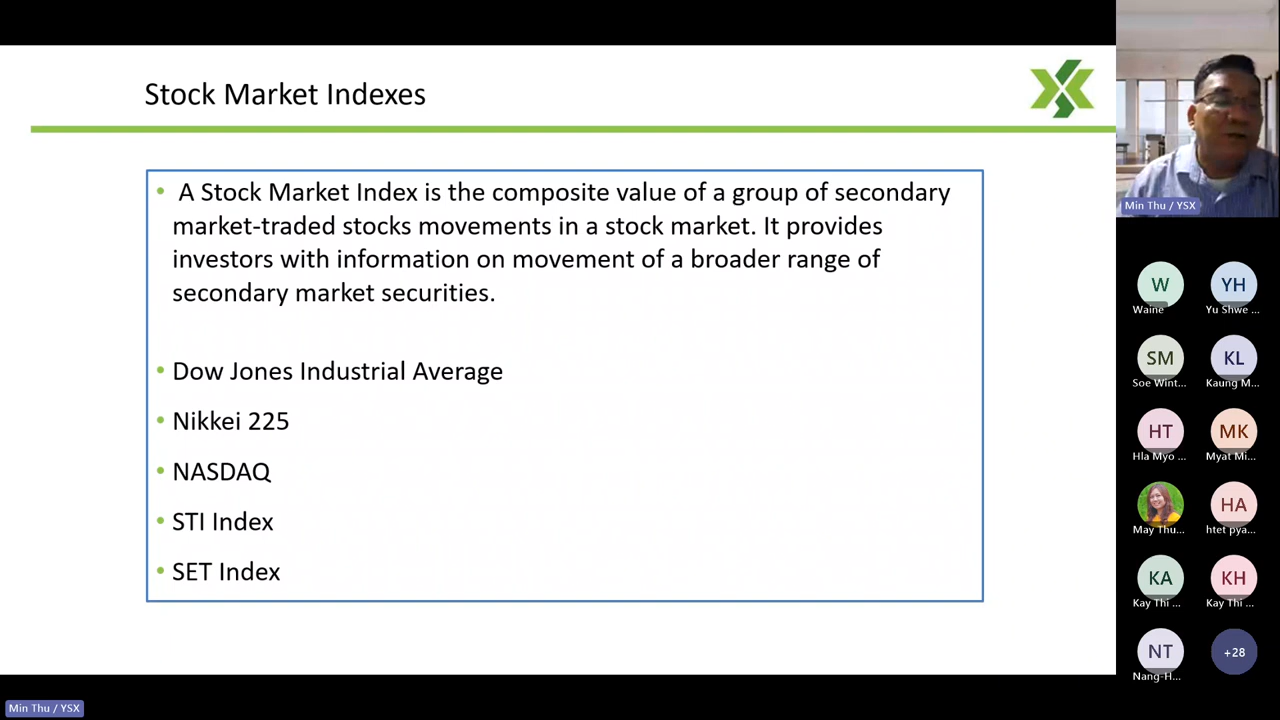 Stock Market Indexes
• A Stock Market Index is the composite value of a group of secondary
market-traded stocks movements in a stock market. It provides
investors with information on movement of a broader range of
secondary market securities.
• Dow Jones Industrial Average
• Nikkei 225
• NASDAQ
• STI Index
• SET Index
Min Thu / YSX
W
YH
Waine
Yu Shwe ...
SM
KL
Soe Wint...
Kaung M...
HT
MK
Hla Myo ...
Myat Mi...
HA
May Thu...
htet pya...
KA
KH
Kay Thi ...
Kay Thi ...
NT
+28
Nang-H...
Min Thu / YSX